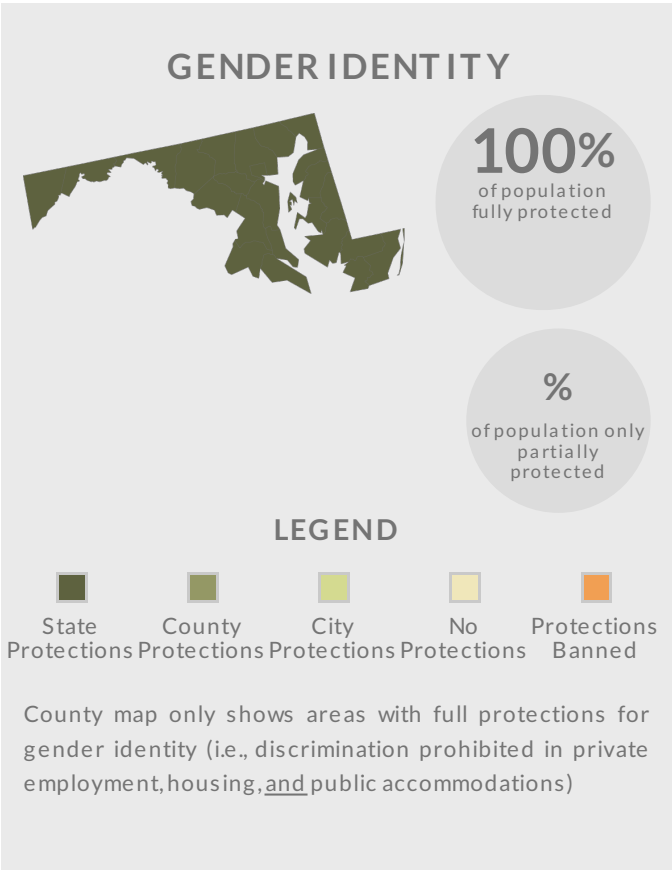 GENDER IDENTITY
100%
of population
fully protected
%
of population only
partially
protected
LEGEND
State
Protections
County
Protections
City
Protections
No
Protections
Protections
Banned
County map only shows areas with full protections for
gender identity (i.e., discrimination prohibited in private
employment, housing, and public accommodations)